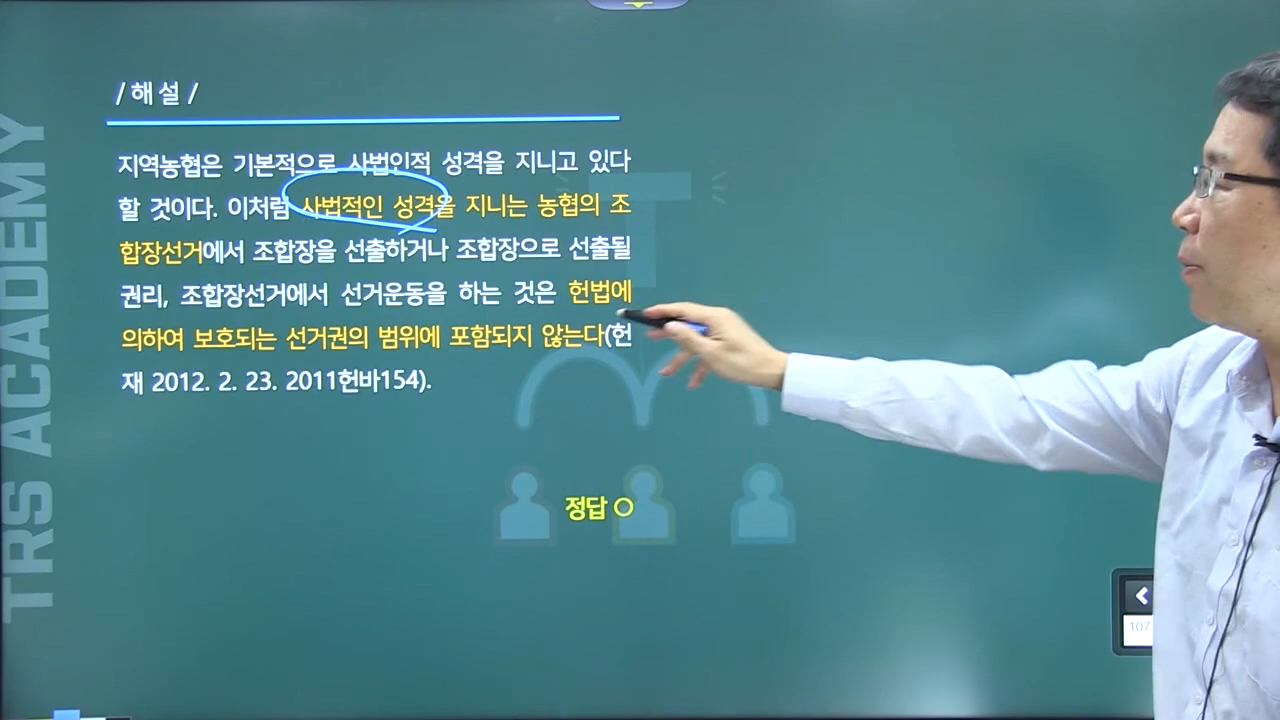 / 해 설 /
지역농협은 기본적으로 사법인적 성격을 지니고 있다
할 것이다. 이처럼 사법적인 성격을 지니는 농협의 조
합장선거에서 조합장을 선출하거나 조합장으로 선출될
권리, 조합장선거에서 선거운동을 하는 것은 헌법에
의하여 보호되는 선거권의 범위에 포함되지 않는다(헌
재 2012. 2. 23. 2011헌바154).
정답 O
TRS ACADEMY
107